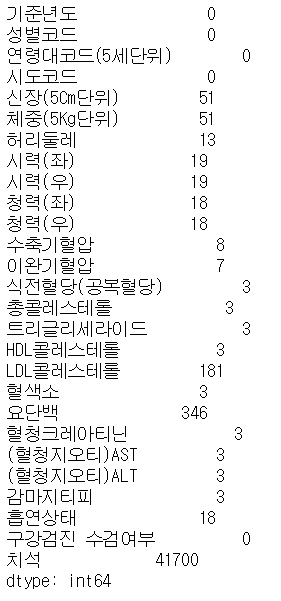 기준년도 0
성별코드 0
연령대코드(5세단위) 0
시도코드 0
신장(5Cm단위) 51
체중(5Kg단위) 51
허리둘레 13
시력(좌) 19
시력(우) 19
청력(좌) 18
청력(우) 18
수축기혈압 8
이완기혈압 7
식전혈당(공복혈당) 3
총콜레스테롤 3
트리글리세라이드 3
HDL콜레스테롤 3
LDL콜레스테롤 181
혈색소 3
요단백 346
혈청크레아티닌 3
(혈청지오티)AST 3
(혈청지오티)ALT 3
감마지티피 3
흡연상태 18
구강검진 수검여부 0
치석 41700
dtype: int64